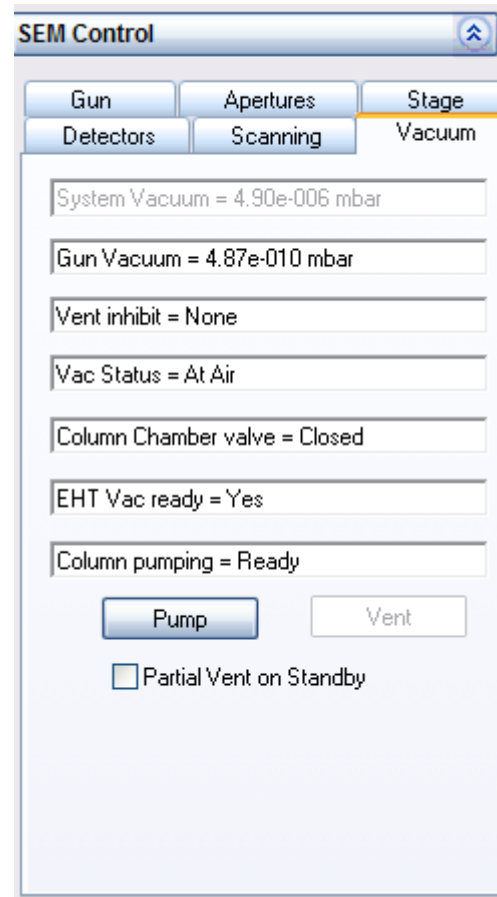 SEM Control
Gun Apertures Stage
Detectors Scanning Vacuum
System Vacuum = 4.90e-006 mbar
Gun Vacuum = 4.87e-010 mbar
Vent inhibit = None
Vac Status = At Air
Column Chamber valve = Closed
EHT Vac ready = Yes
Column pumping = Ready
Pump Vent
Partial Vent on Standby